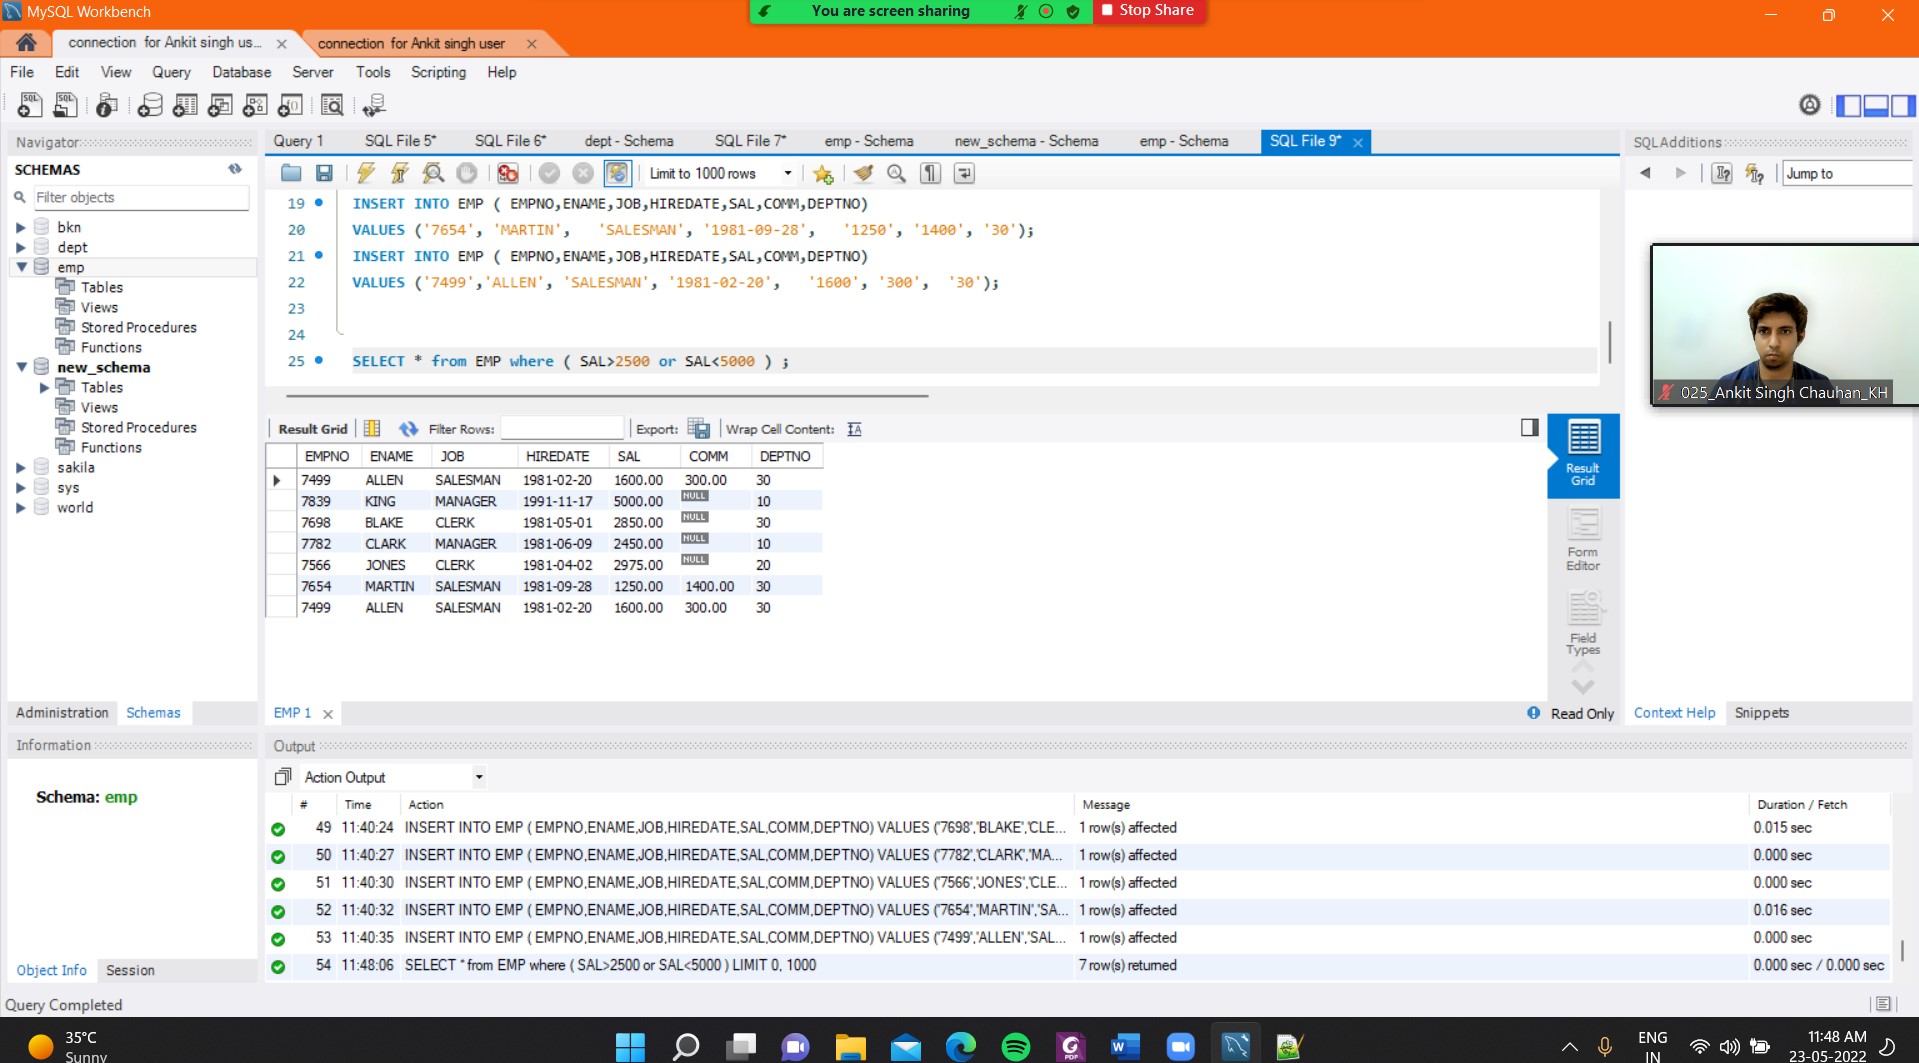 MySQL Workbench
You are screen sharing
Stop Share
connection for Ankit singh us...
connection for Ankit singh user
File Edit View Query Database Server Tools Scripting Help
Navigator
SCHEMAS
Filter objects
bkn
dept
emp
Tables
Views
Stored Procedures
Functions
new_schema
Tables
Views
Stored Procedures
Functions
sakila
sys
world
Administration Schemas
Information
Schema: emp
Object Info Session
Query 1 SQL File 5* SQL File 6* dept - Schema SQL File 7* emp - Schema new_schema - Schema emp - Schema SQL File 9*
Limit to 1000 rows
19 INSERT INTO EMP ( EMPNO,ENAME,JOB,HIREDATE,SAL,COMM,DEPTNO)
20 VALUES ('7654', 'MARTIN', 'SALESMAN', '1981-09-28', '1250', '1400', '30');
21 INSERT INTO EMP ( EMPNO,ENAME,JOB,HIREDATE,SAL,COMM,DEPTNO)
22 VALUES ('7499','ALLEN', 'SALESMAN', '1981-02-20', '1600', '300', '30');
23
24
25 SELECT * from EMP where ( SAL>2500 or SAL<5000 ) ;
Result Grid Filter Rows: Export: Wrap Cell Content:
EMPNO ENAME JOB HIREDATE SAL COMM DEPTNO
7499 ALLEN SALESMAN 1981-02-20 1600.00 300.00 30
7839 KING MANAGER 1991-11-17 5000.00 NULL 10
7698 BLAKE CLERK 1981-05-01 2850.00 NULL 30
7782 CLARK MANAGER 1981-06-09 2450.00 NULL 10
7566 JONES CLERK 1981-04-02 2975.00 NULL 20
7654 MARTIN SALESMAN 1981-09-28 1250.00 1400.00 30
7499 ALLEN SALESMAN 1981-02-20 1600.00 300.00 30
Result Grid
Form Editor
Field Types
EMP 1
Read Only
SQLAdditions
Jump to
025_Ankit Singh Chauhan_KH
Context Help Snippets
Output
Action Output
# Time Action Message Duration / Fetch
49 11:40:24 INSERT INTO EMP ( EMPNO,ENAME,JOB,HIREDATE,SAL,COMM,DEPTNO) VALUES ('7698','BLAKE','CLE... 1 row(s) affected 0.015 sec
50 11:40:27 INSERT INTO EMP ( EMPNO,ENAME,JOB,HIREDATE,SAL,COMM,DEPTNO) VALUES ('7782','CLARK','MA... 1 row(s) affected 0.000 sec
51 11:40:30 INSERT INTO EMP ( EMPNO,ENAME,JOB,HIREDATE,SAL,COMM,DEPTNO) VALUES ('7566','JONES','CLE... 1 row(s) affected 0.000 sec
52 11:40:32 INSERT INTO EMP ( EMPNO,ENAME,JOB,HIREDATE,SAL,COMM,DEPTNO) VALUES ('7654','MARTIN','SA... 1 row(s) affected 0.016 sec
53 11:40:35 INSERT INTO EMP ( EMPNO,ENAME,JOB,HIREDATE,SAL,COMM,DEPTNO) VALUES ('7499','ALLEN','SAL... 1 row(s) affected 0.000 sec
54 11:48:06 SELECT * from EMP where ( SAL>2500 or SAL<5000 ) LIMIT 0, 1000 7 row(s) returned 0.000 sec / 0.000 sec
Query Completed
35°C
Sunny
ENG
IN
11:48 AM
23-05-2022